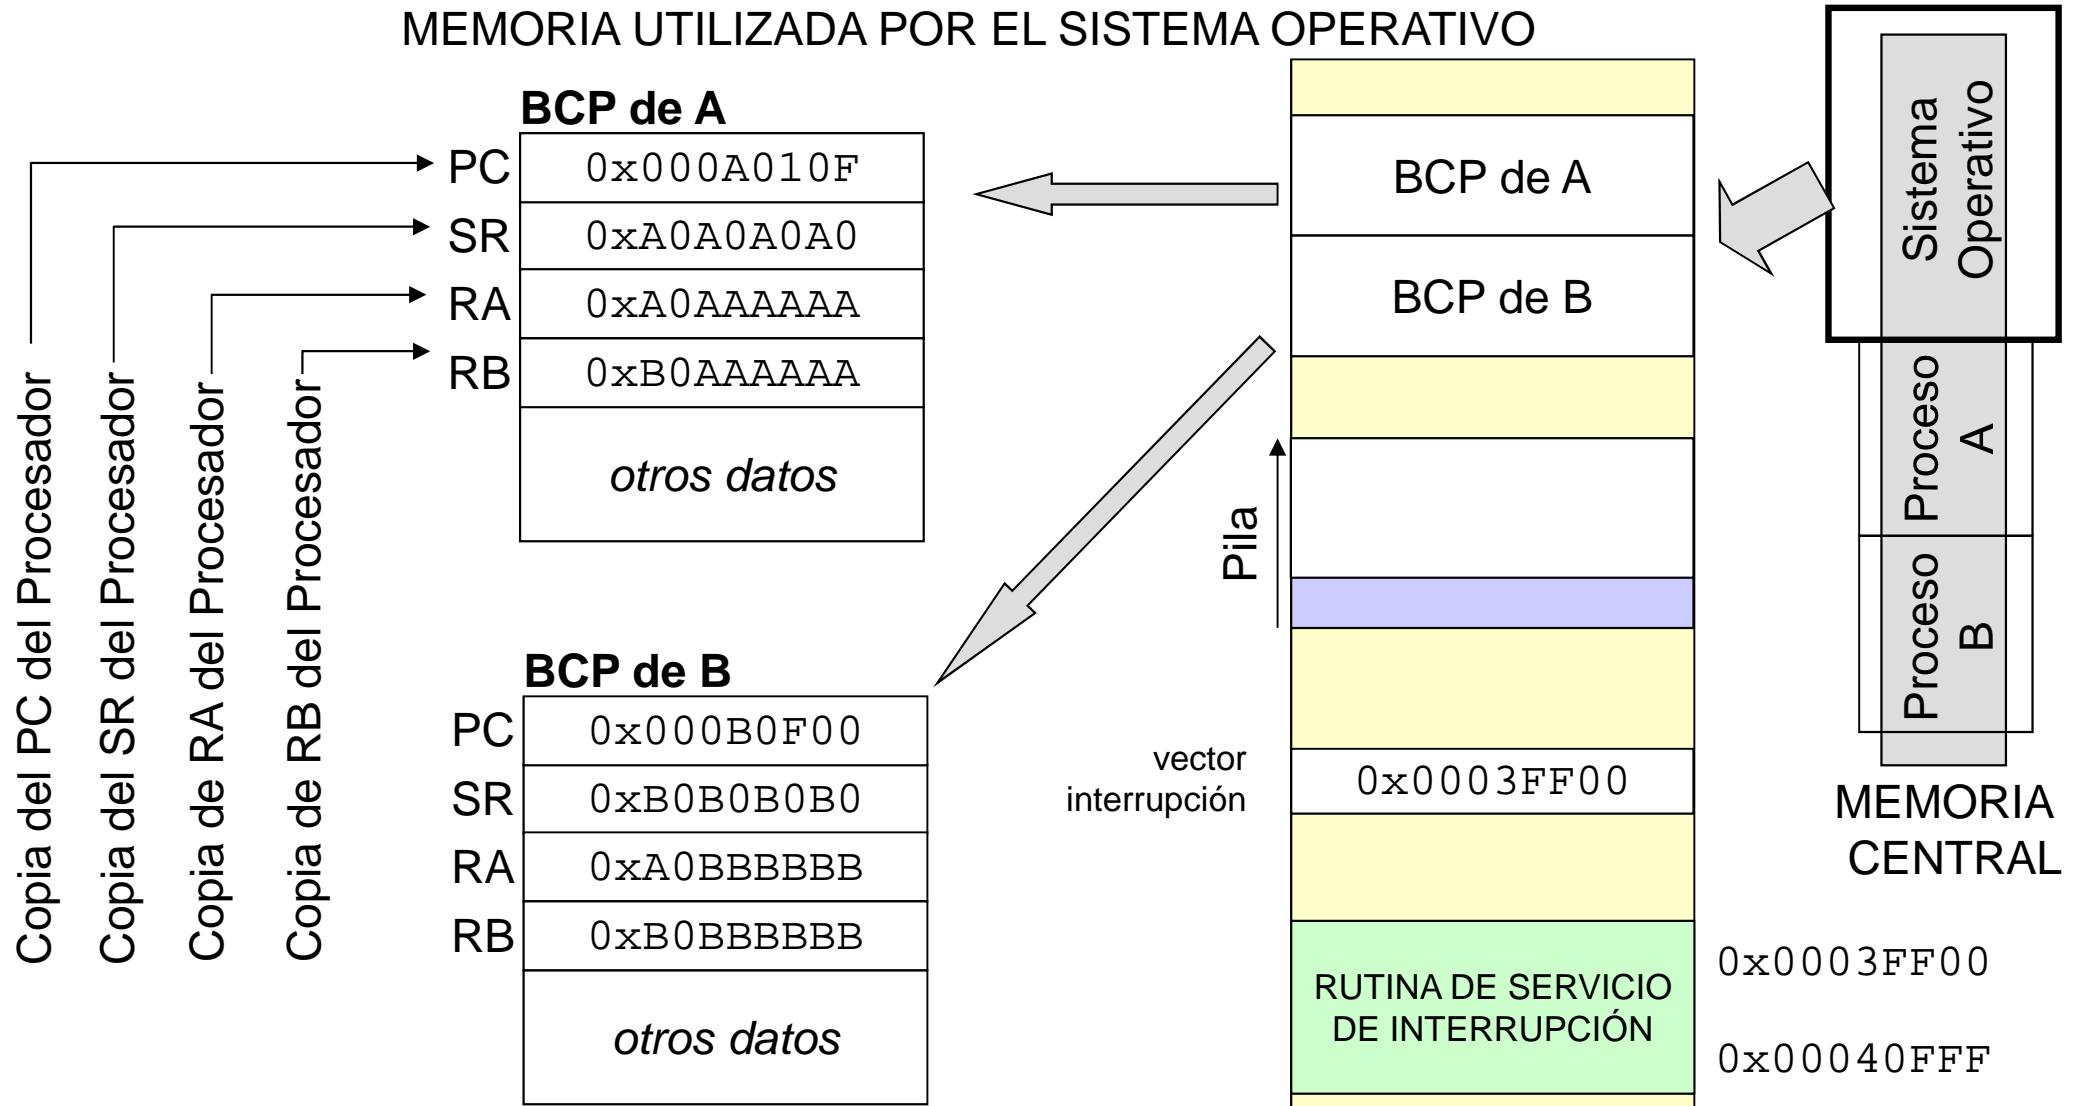 MEMORIA UTILIZADA POR EL SISTEMA OPERATIVO
BCP de A
PC 0x000A010F
SR 0xA0A0A0A0
RA 0xA0AAAAAA
RB 0xB0AAAAAA
otros datos
Copia del PC del Procesador
Copia del SR del Procesador
Copia de RA del Procesador
Copia de RB del Procesador
BCP de B
PC 0x000B0F00
SR 0xB0B0B0B0
RA 0xA0BBBBBB
RB 0xB0BBBBBB
otros datos
BCP de A
BCP de B
Pila
vector
interrupción
0x0003FF00
RUTINA DE SERVICIO
DE INTERRUPCIÓN
0x0003FF00
0x00040FFF
Sistema
Operativo
Proceso
A
Proceso
B
MEMORIA
CENTRAL